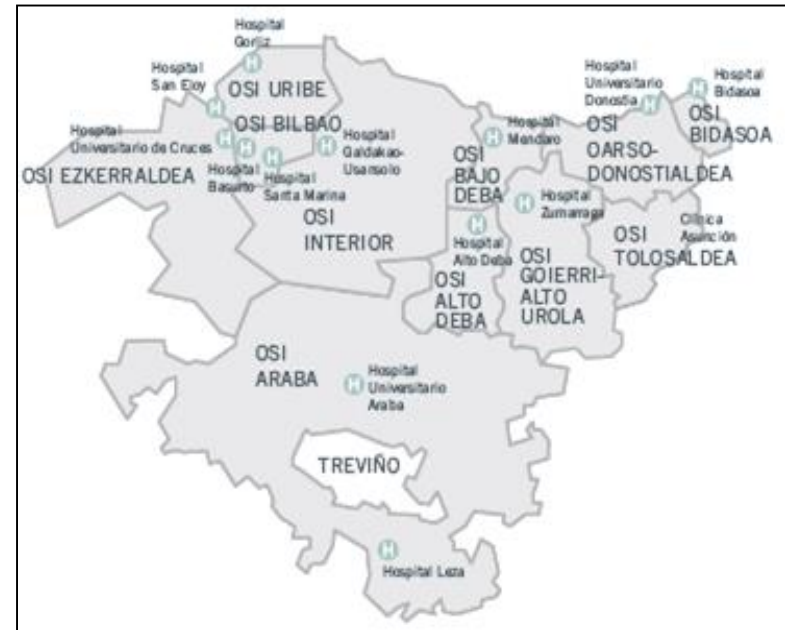 Hospital
Gorliz
Hospital
San Eloy
OSI URIBE
Hospital
Universitario de Cruces
OSI BILBAO
Hospital
Galdakao-
Usansolo
OSI EZKERRALDEA
Hospital
Basurto
Hospital
Santa Marina
OSI
INTERIOR
Hospital
Universitario
Donostia
Hospital
Bidasoa
OSI
BIDASOA
Hospital
Mendaro
OSI
BAJO
DEBA
OSI
OARSO-
DONOSTIALDEA
Hospital
Zumarraga
Hospital
Alto Deba
OSI
ALTO
DEBA
OSI
GOIERRI-
ALTO
UROLA
Clínica
Asunción
OSI
TOLOSALDEA
OSI
ARABA
Hospital
Universitario
Araba
TREVIÑO
Hospital Leza